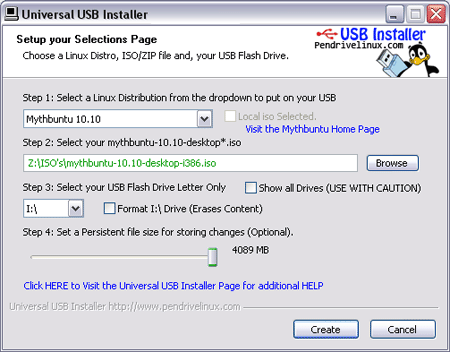 Universal USB Installer
Setup your Selections Page
Choose a Linux Distro, ISO/ZIP file and, your USB Flash Drive.
USB Installer
Pendrivelinux.com
Step 1: Select a Linux Distribution from the dropdown to put on your USB
Mythbuntu 10.10
Local iso Selected.
Visit the Mythbuntu Home Page
Step 2: Select your mythbuntu-10.10-desktop*.iso
Z:\ISO's\mythbuntu-10.10-desktop-i386.iso
Browse
Step 3: Select your USB Flash Drive Letter Only
Show all Drives (USE WITH CAUTION)
I:\
Format I:\ Drive (Erases Content)
Step 4: Set a Persistent file size for storing changes (Optional).
4089 MB
Click HERE to Visit the Universal USB Installer Page for additional HELP
Universal USB Installer http://www.pendrivelinux.com
Create
Cancel